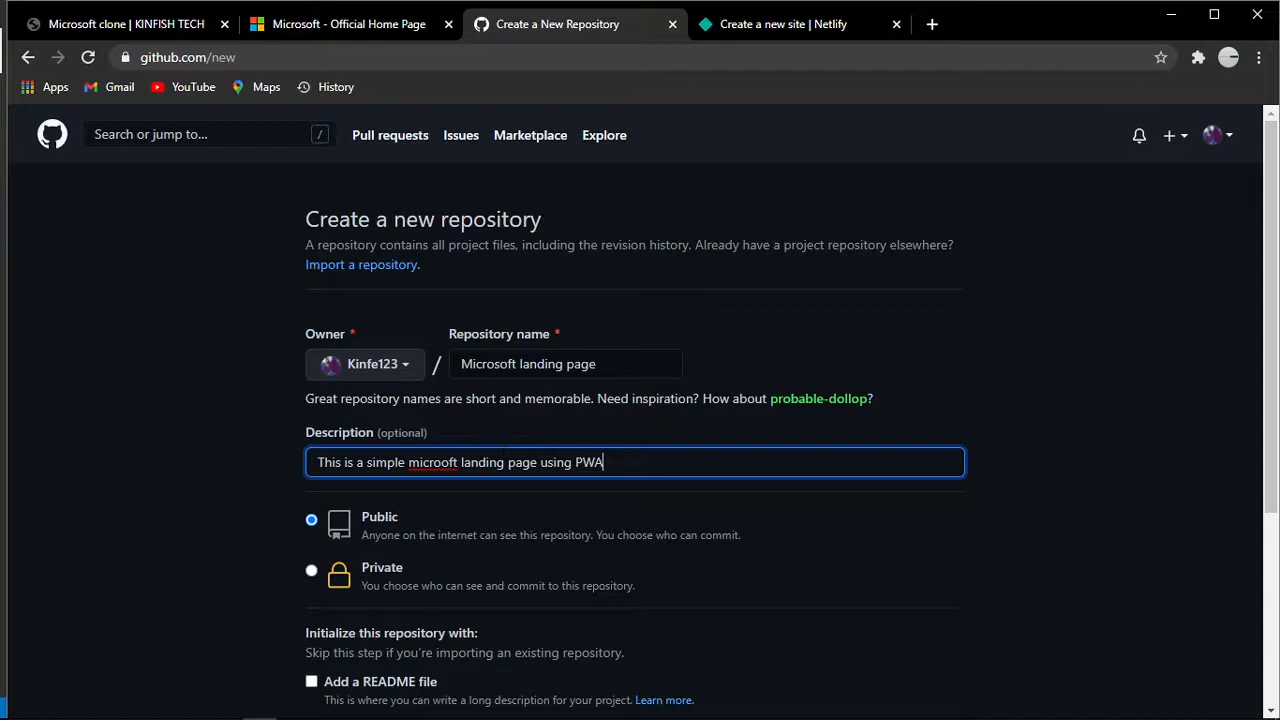 Microsoft clone | KINFISH TECH
Microsoft - Official Home Page
Create a New Repository
Create a new site | Netlify
github.com/new
Apps
Gmail
YouTube
Maps
History
Search or jump to...
/
Pull requests
Issues
Marketplace
Explore
Create a new repository
A repository contains all project files, including the revision history. Already have a project repository elsewhere?
Import a repository.
Owner *
Repository name *
Kinfe123
/
Microsoft landing page
Great repository names are short and memorable. Need inspiration? How about probable-dollop?
Description (optional)
This is a simple microoft landing page using PWA
Public
Anyone on the internet can see this repository. You choose who can commit.
Private
You choose who can see and commit to this repository.
Initialize this repository with:
Skip this step if you're importing an existing repository.
Add a README file
This is where you can write a long description for your project. Learn more.